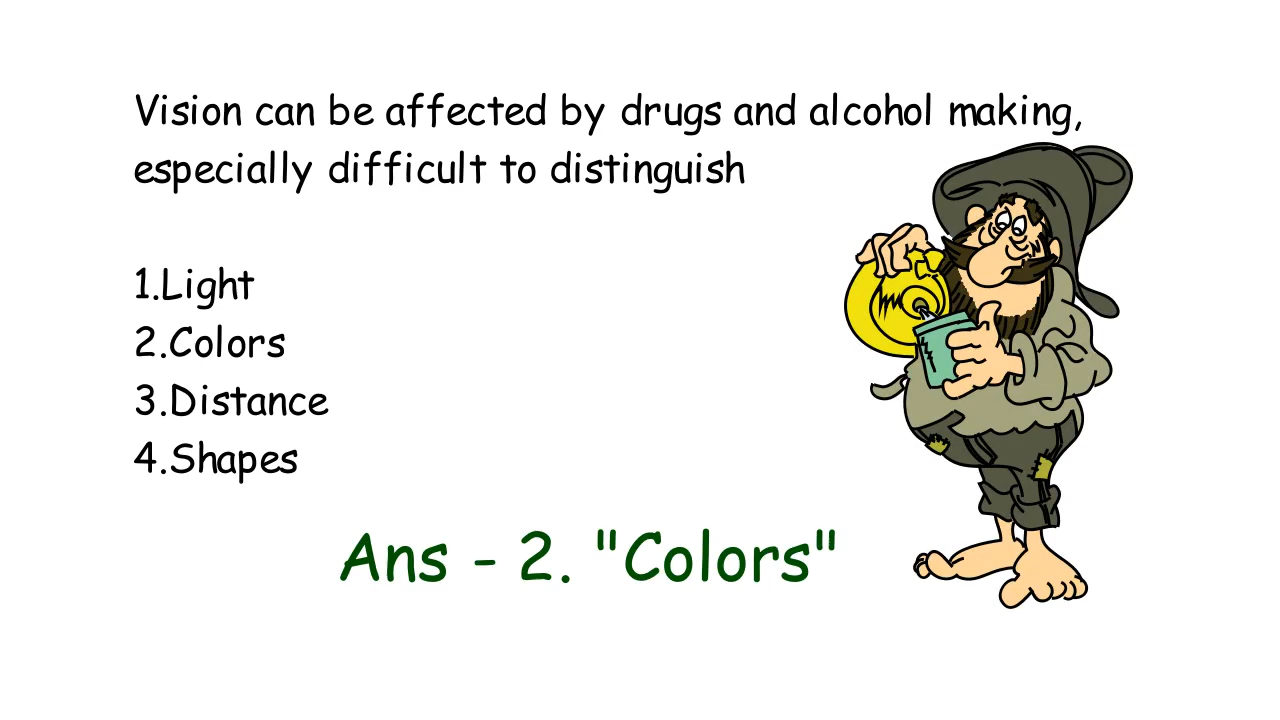 Vision can be affected by drugs and alcohol making,
especially difficult to distinguish
1.Light
2.Colors
3.Distance
4.Shapes
Ans - 2. "Colors"